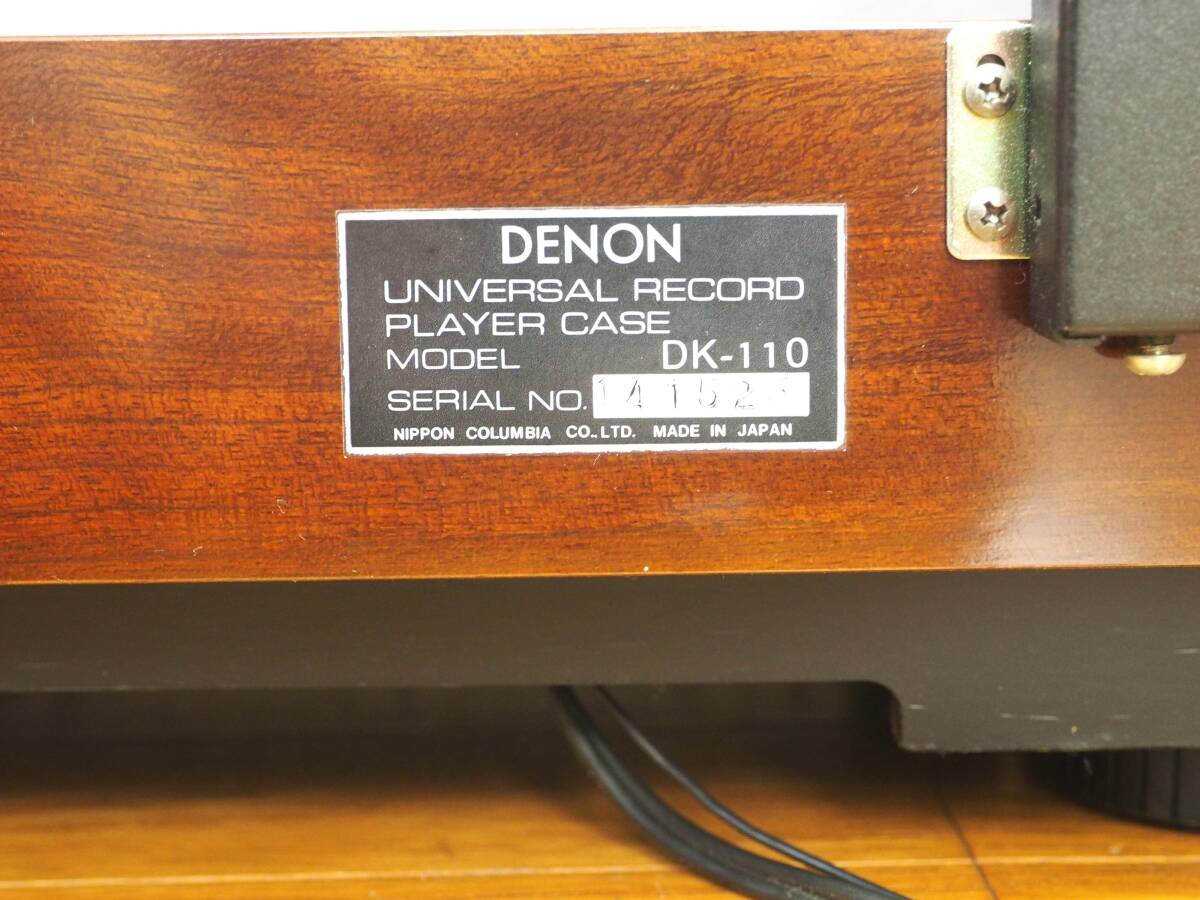 DENON
UNIVERSAL RECORD
PLAYER CASE
MODEL DK-110
SERIAL NO.
NIPPON COLUMBIA CO.,LTD. MADE IN JAPAN